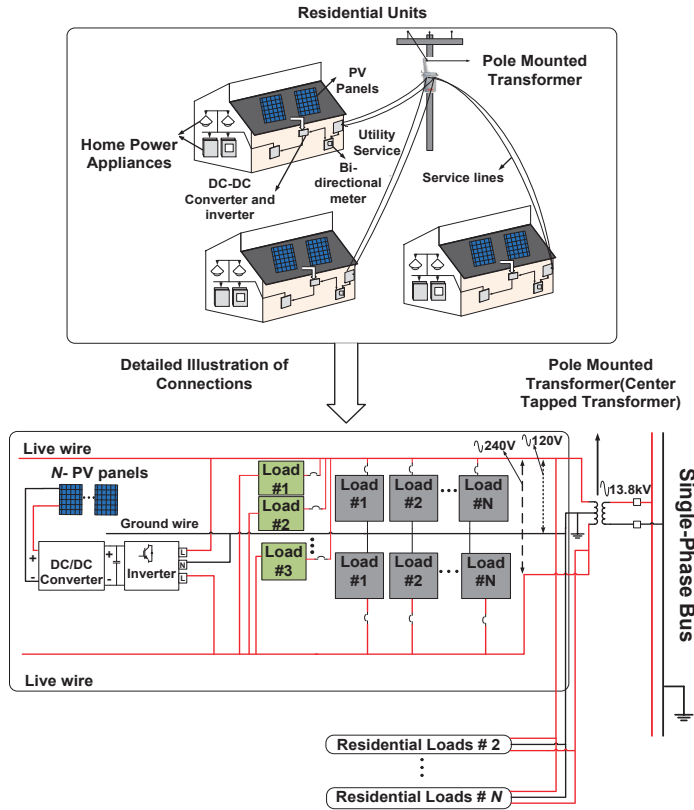 Residential Units
Pole Mounted
Transformer
PV
Panels
Home Power
Appliances
Utility
Service
DC-DC
Converter and
inverter
Bi-
directional
meter
Service lines
Detailed Illustration of
Connections
Pole Mounted
Transformer(Center
Tapped Transformer)
Live wire
N- PV panels
Ground wire
+
-
DC/DC
Converter
+
-
Inverter
L
N
L
Load
#1
Load
#2
Load
#3
Load
#1
Load
#2
Load
#N
Load
#1
Load
#2
Load
#N
240V
120V
13.8kV
Single-Phase Bus
Live wire
Residential Loads # 2
Residential Loads # N